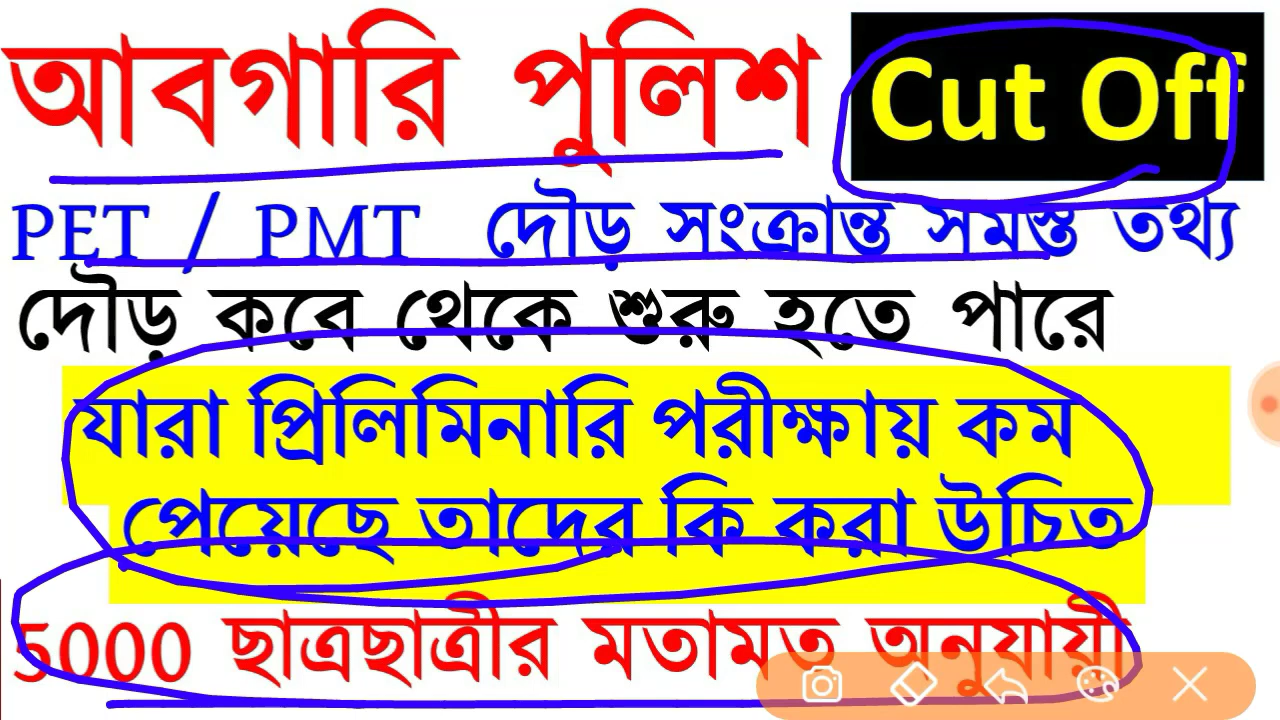 আবগারি পুলিশ Cut Off
PET / PMT দৌড় সংক্রান্ত সমস্ত তথ্য
দৌড় কবে থেকে শুরু হতে পারে
যারা প্রিলিমিনারি পরীক্ষায় কম
পেয়েছে তাদের কি করা উচিত
5000 ছাত্রছাত্রীর মতামত অনুযায়ী